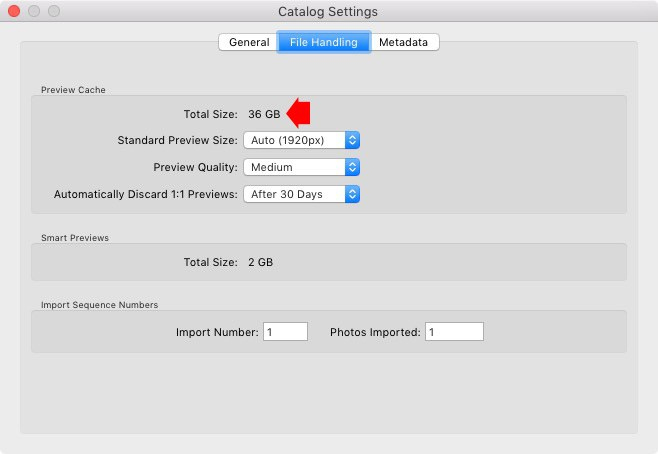 Catalog Settings
General File Handling Metadata
Preview Cache
Total Size: 36 GB
Standard Preview Size: Auto (1920px)
Preview Quality: Medium
Automatically Discard 1:1 Previews: After 30 Days
Smart Previews
Total Size: 2 GB
Import Sequence Numbers
Import Number: 1 Photos Imported: 1